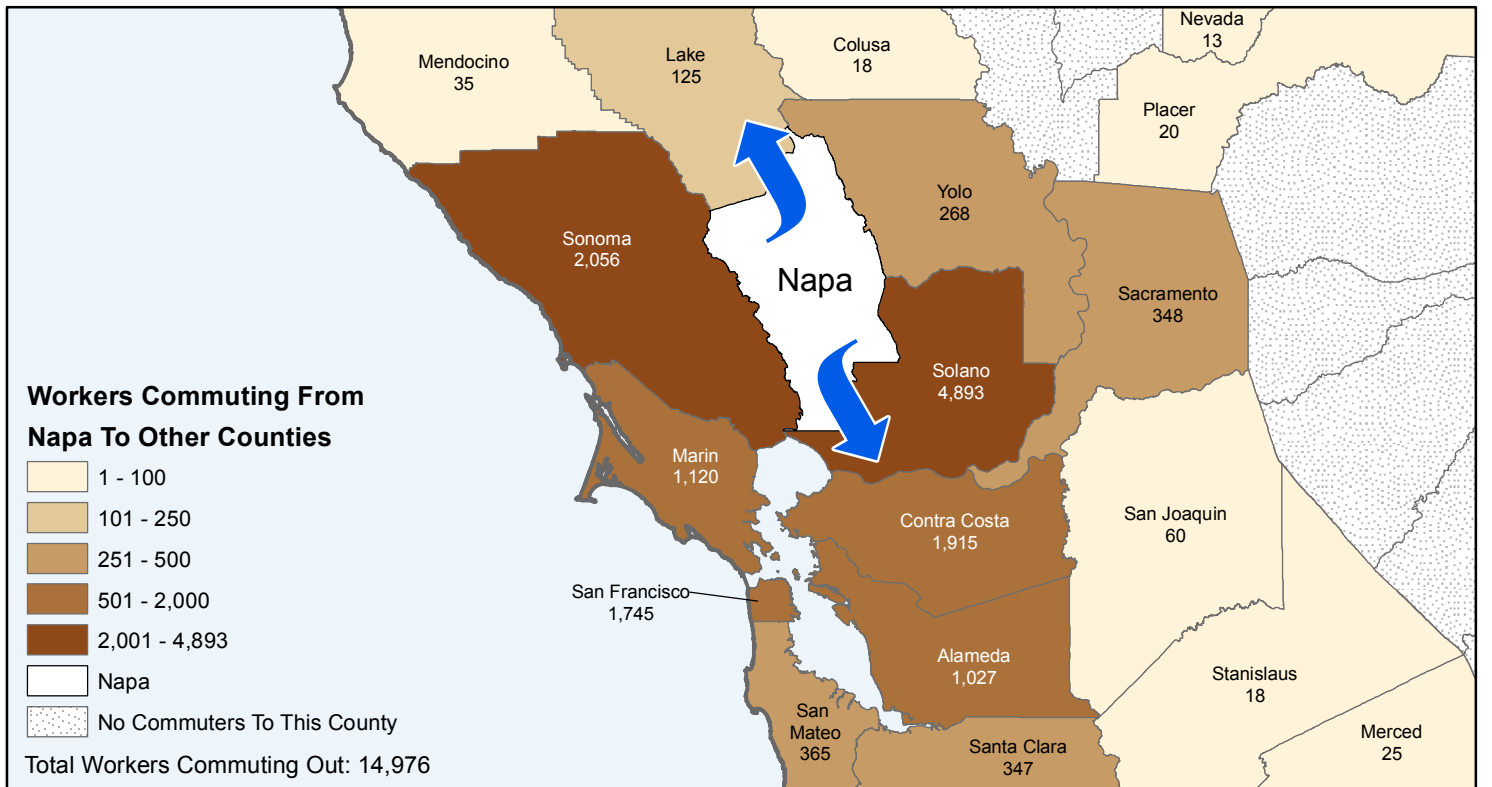 Nevada
13
Mendocino
35
Lake
125
Colusa
18
Placer
20
Yolo
268
Sonoma
2,056
Napa
Sacramento
348
Solano
4,893
Marin
1,120
Contra Costa
1,915
San Joaquin
60
San Francisco
1,745
Alameda
1,027
Stanislaus
18
San
Mateo
365
Santa Clara
347
Merced
25
Workers Commuting From
Napa To Other Counties
1 - 100
101 - 250
251 - 500
501 - 2,000
2,001 - 4,893
Napa
No Commuters To This County
Total Workers Commuting Out: 14,976